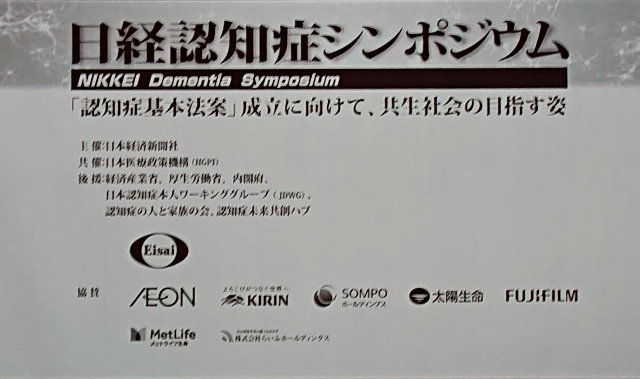 日経認知症シンポジウム
NIKKEI Dementia Symposium
「認知症基本法案」成立に向けて、共生社会の目指す姿
主 催:日本経済新聞社
共 催:日本医療政策機構(HGPI)
後 援:経済産業省、厚生労働省、内閣府、
日本認知症本人ワーキンググループ(JDWG)、
認知症の人と家族の会、認知症未来共創ハブ
Eisai
協 賛
ÆON
よろこびがつなぐ世界へ
KIRIN
SOMPO
ホールディングス
太陽生命
FUJIFILM
MetLife
メットライフ生命
株式会社らいふホールディングス